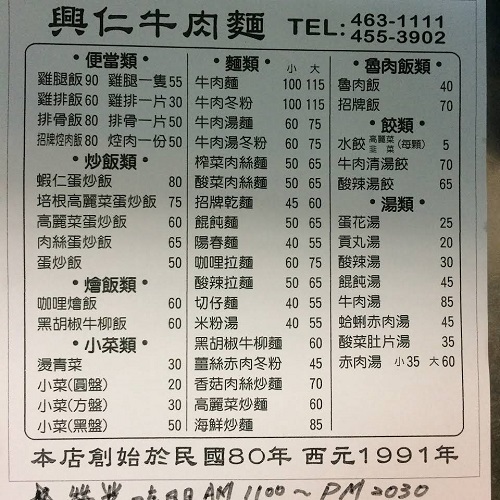 興仁牛肉麵 TEL: 463-1111
455-3902
•便當類•
雞腿飯 90 雞腿一隻 55
雞排飯 60 雞排一片 30
排骨飯 80 排骨一片 50
招牌焢肉飯 80 焢肉一份 50
•炒飯類•
蝦仁蛋炒飯 80
培根高麗菜蛋炒飯 75
高麗菜蛋炒飯 60
肉絲蛋炒飯 65
蛋炒飯 50
•燴飯類•
咖哩燴飯 60
黑胡椒牛柳飯 60
•小菜類•
燙青菜 30
小菜(圓盤) 20
小菜(方盤) 30
小菜(黑盤) 50
•麵類• 小 大
牛肉麵 100 115
牛肉冬粉 100 115
牛肉湯麵 60 75
牛肉湯冬粉 60 75
榨菜肉絲麵 50 65
酸菜肉絲麵 50 65
招牌乾麵 45 60
餛飩麵 50 65
陽春麵 40 55
咖哩拉麵 60 75
酸辣拉麵 50 65
切仔麵 40 55
米粉湯 40 55
黑胡椒牛柳麵 60
薑絲赤肉冬粉 45
香菇肉絲炒麵 70
高麗菜炒麵 60
海鮮炒麵 85
•魯肉飯類•
魯肉飯 40
招牌飯 70
•餃類•
水餃 高麗菜 韭菜 (每顆) 5
牛肉清湯餃 70
酸辣湯餃 65
•湯類•
蛋花湯 25
貢丸湯 20
酸辣湯 30
餛飩湯 45
牛肉湯 85
蛤蜊赤肉湯 45
酸菜肚片湯 35
赤肉湯 小35 大60
本店創始於民國80年 西元1991年
AM 1100～PM 2030